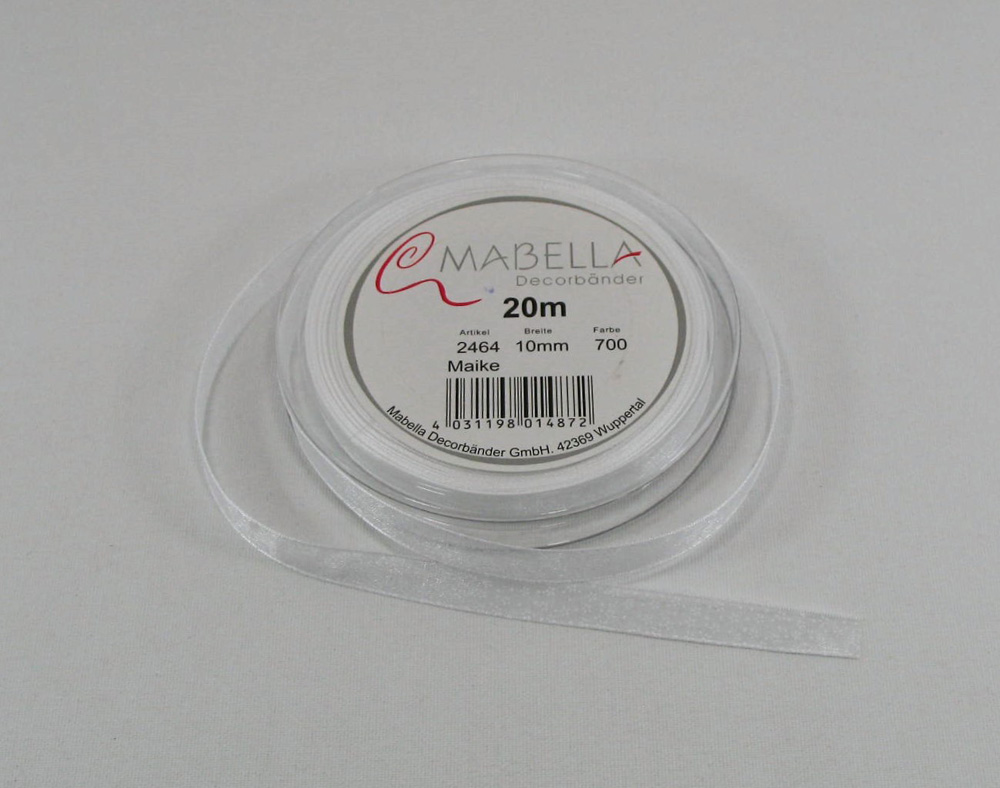 MABELLA
Decorbänder
20m
Artikel Breite Farbe
2464 10mm 700
Maike
4 031198 014872
Mabella Decorbänder GmbH. 42369 Wuppertal